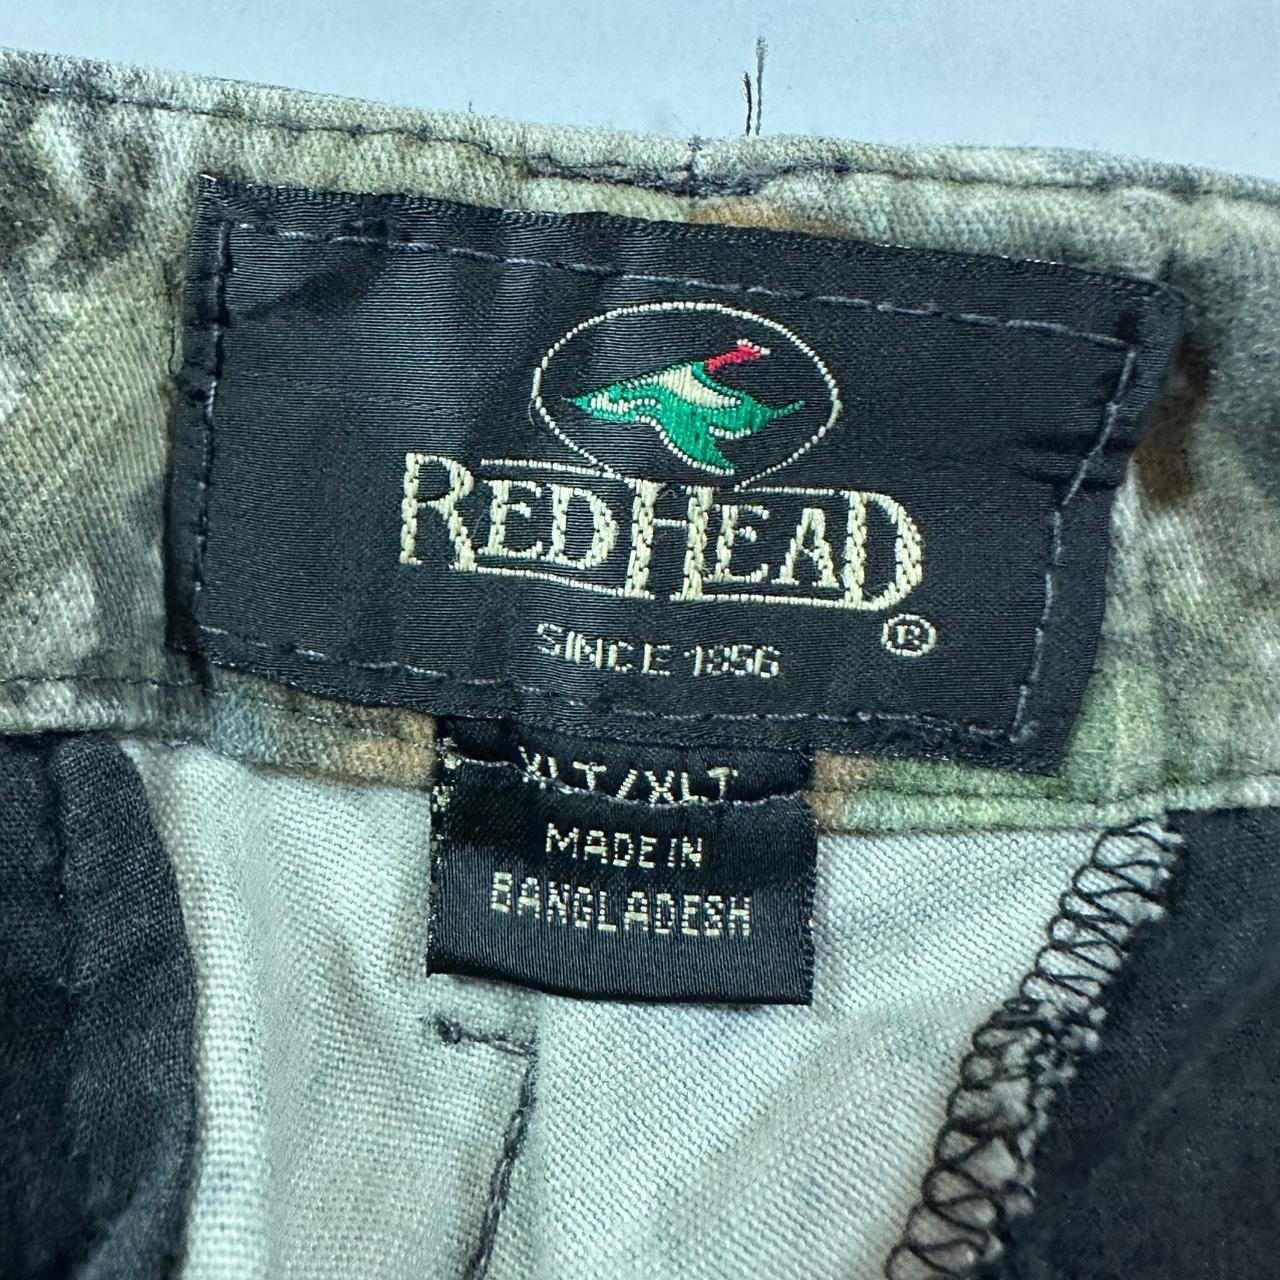 REDHEAD
®
SINCE 1856
XLT/XLT
MADE IN
BANGLADESH